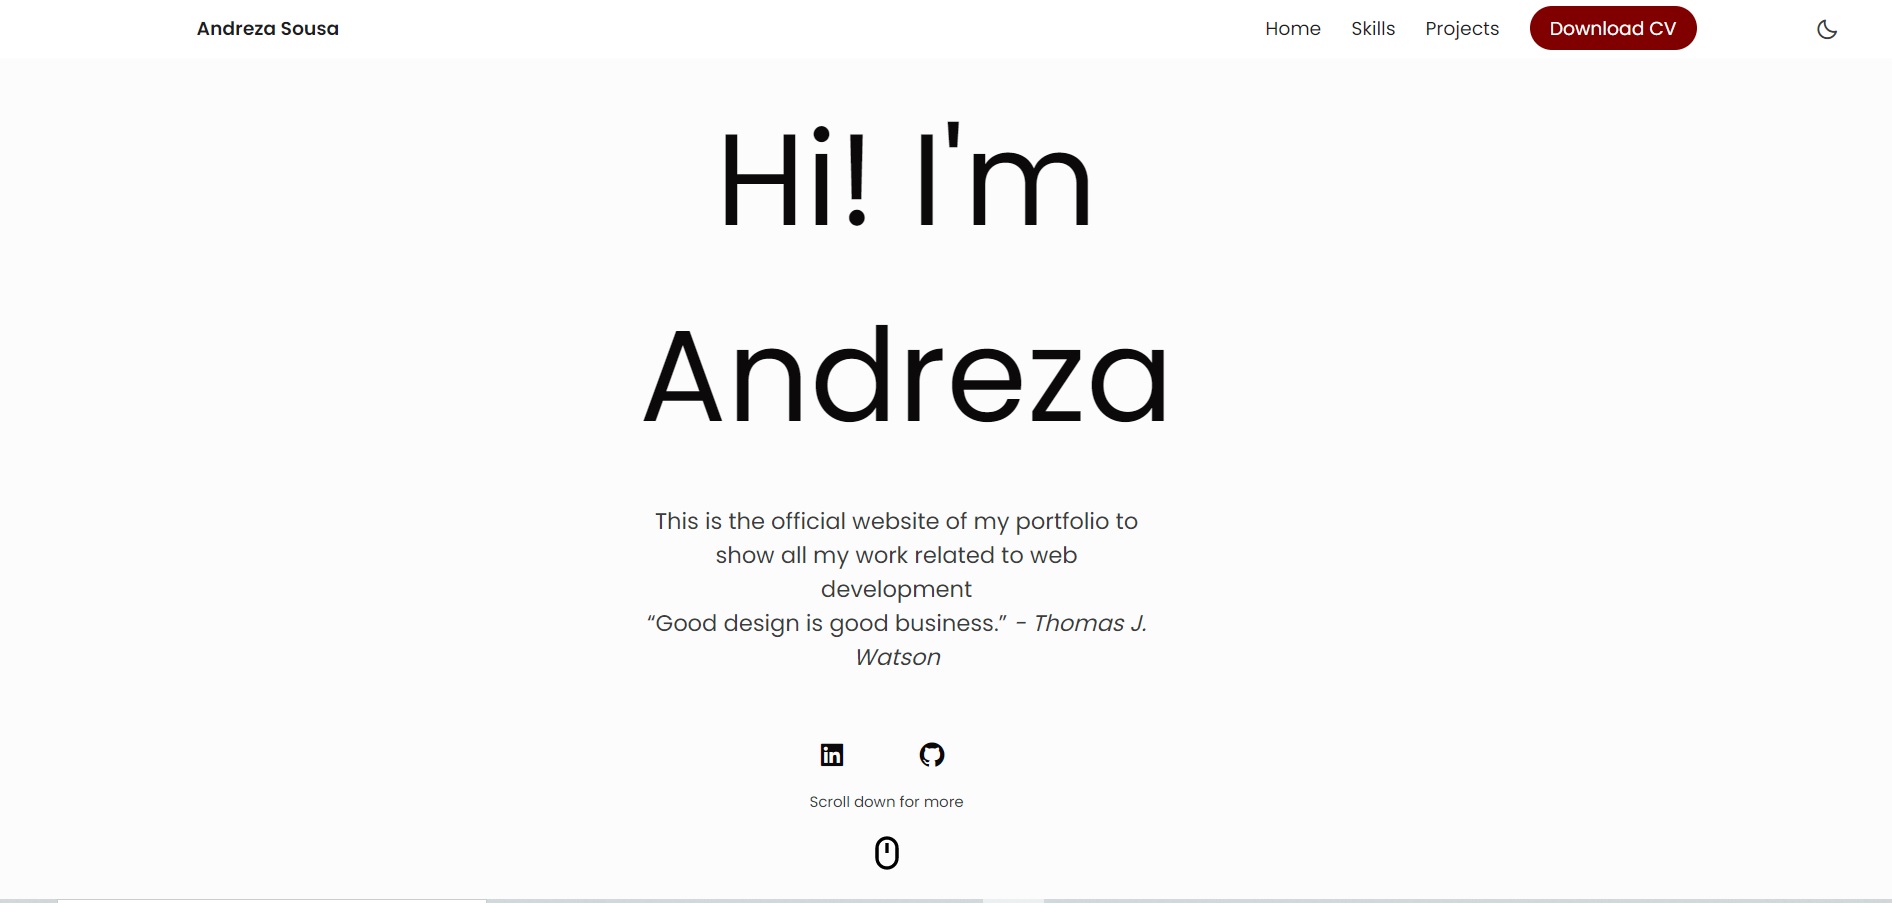 Andreza Sousa
Home Skills Projects Download CV
Hi! I'm
Andreza
This is the official website of my portfolio to
show all my work related to web
development
“Good design is good business.” - Thomas J.
Watson
in
Scroll down for more